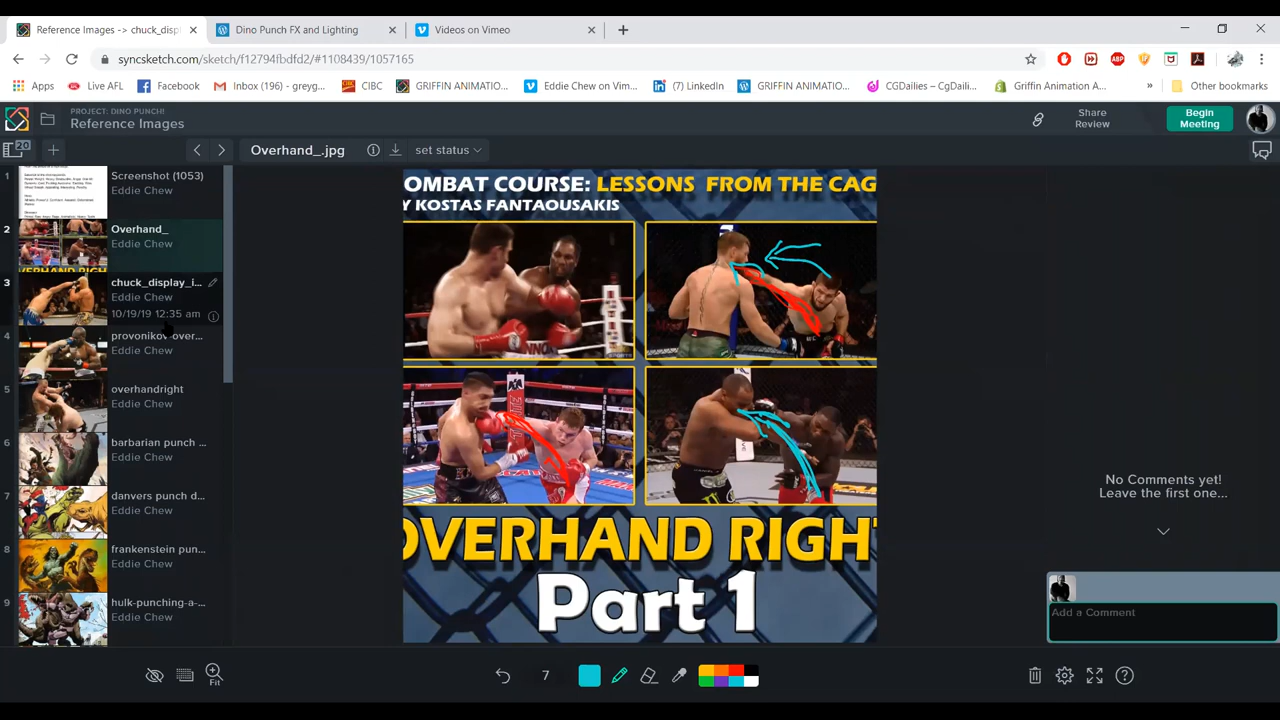 Reference Images -> chuck_displ
Dino Punch FX and Lighting
Videos on Vimeo
syncsketch.com/sketch/f12794fbdfd2/#1108439/1057165
Apps
Live AFL
Facebook
Inbox (196) - greyg...
CIBC
GRIFFIN ANIMATIO...
Eddie Chew on Vim...
(7) LinkedIn
GRIFFIN ANIMATION...
CGDailies – CgDaili...
Griffin Animation A...
»
Other bookmarks
PROJECT: DINO PUNCH!
Reference Images
Share Review
Begin Meeting
20
Overhand_.jpg
set status
1
Screenshot (1053)
Eddie Chew
2
Overhand_
Eddie Chew
3
chuck_display_i...
Eddie Chew
10/19/19 12:35 am
4
provonikov over...
Eddie Chew
5
overhandright
Eddie Chew
6
barbarian punch ...
Eddie Chew
7
danvers punch d...
Eddie Chew
8
frankenstein pun...
Eddie Chew
9
hulk-punching-a-...
Eddie Chew
OMBAT COURSE: LESSONS FROM THE CAG
Y KOSTAS FANTAOUSAKIS
OVERHAND RIGHT
Part 1
No Comments yet!
Leave the first one...
Add a Comment
Fit
7